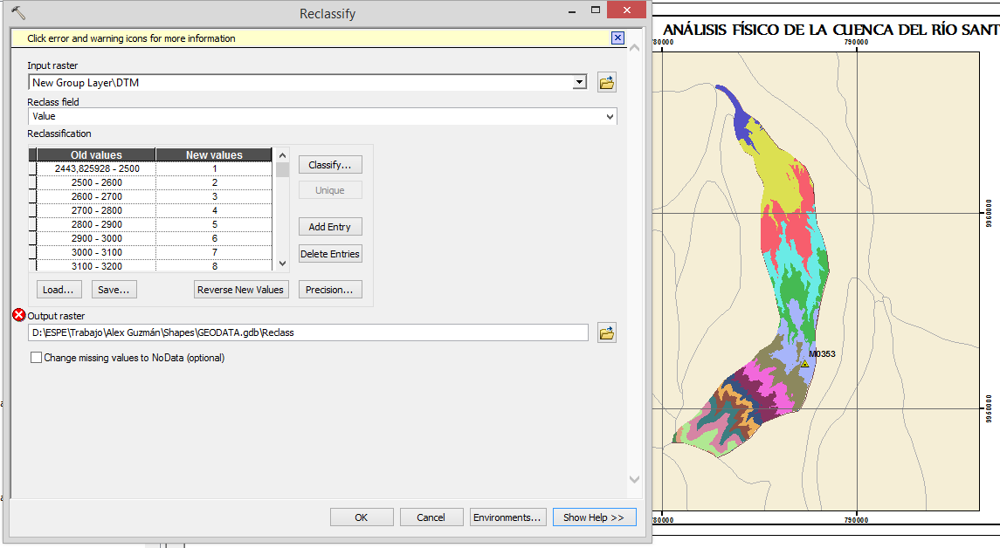 Reclassify
Click error and warning icons for more information
Input raster
New Group Layer\DTM
Reclass field
Value
Reclassification
Old values New values
2443,825928 - 2500 1
2500 - 2600 2
2600 - 2700 3
2700 - 2800 4
2800 - 2900 5
2900 - 3000 6
3000 - 3100 7
3100 - 3200 8
Classify...
Unique
Add Entry
Delete Entries
Load... Save... Reverse New Values Precision...
Output raster
D:\ESPE\Trabajo\Alex Guzmán\Shapes\GEODATA.gdb\Reclass
Change missing values to NoData (optional)
OK Cancel Environments... Show Help >>
ANÁLISIS FÍSICO DE LA CUENCA DEL RÍO SANT
80000 790000
9960000
M0353
9950000
80000 790000